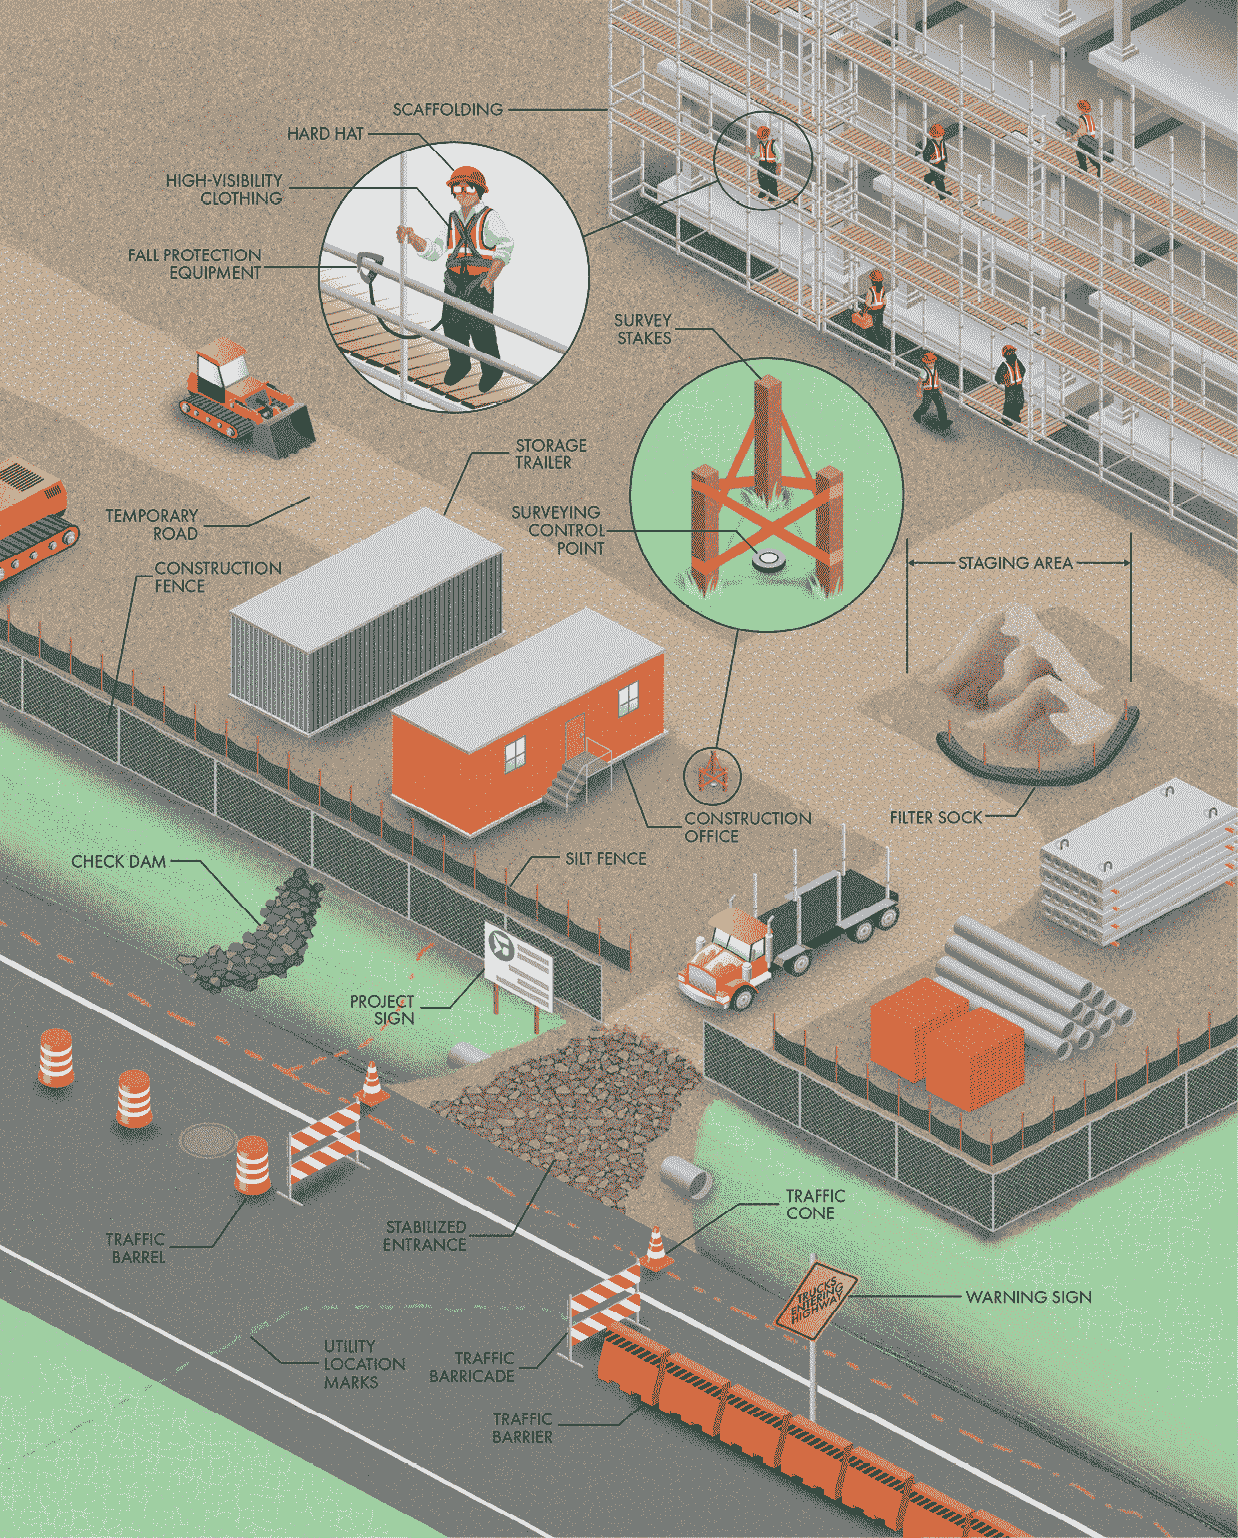 SCAFFOLDING
HARD HAT
HIGH-VISIBILITY
CLOTHING
FALL PROTECTION
EQUIPMENT
SURVEY
STAKES
STORAGE
TRAILER
TEMPORARY
ROAD
SURVEYING
CONTROL
POINT
CONSTRUCTION
FENCE
STAGING AREA
CONSTRUCTION
OFFICE
FILTER SOCK
CHECK DAM
SILT FENCE
PROJECT
SIGN
TRAFFIC
CONE
TRAFFIC
BARREL
STABILIZED
ENTRANCE
TRUCKS
ENTERING
HIGHWAY
WARNING SIGN
UTILITY
LOCATION
MARKS
TRAFFIC
BARRICADE
TRAFFIC
BARRIER